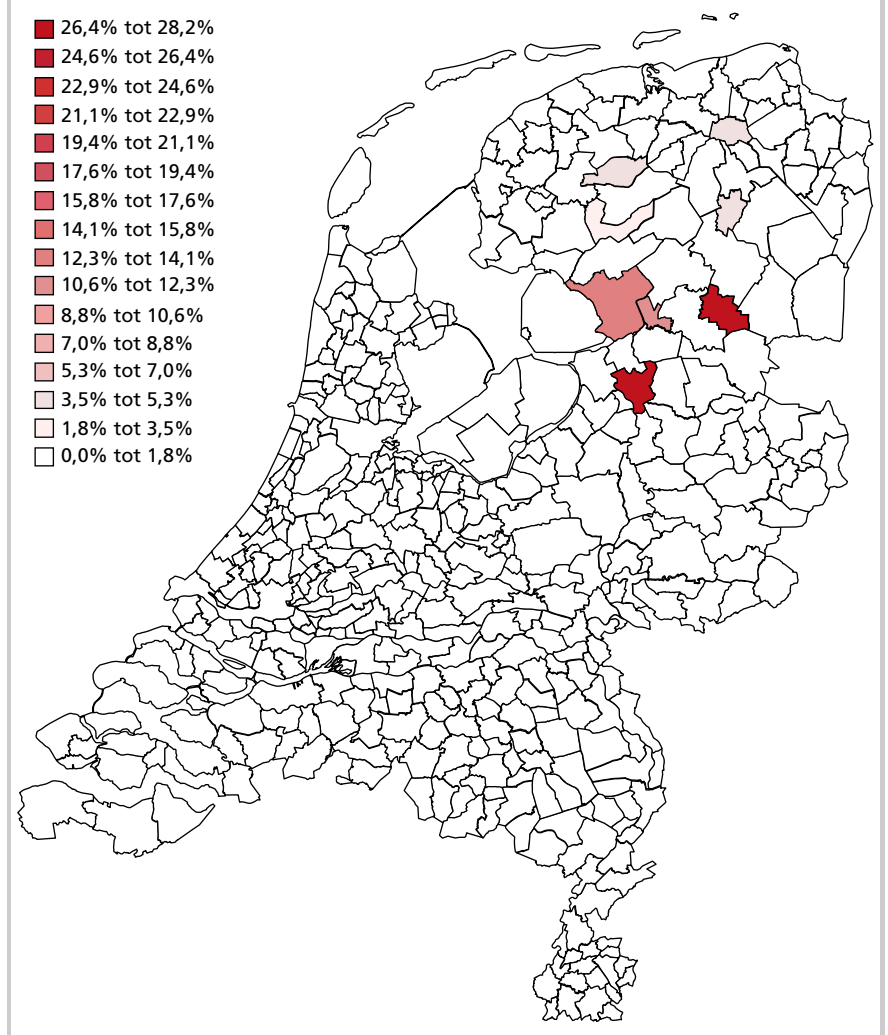 26,4% tot 28,2%
24,6% tot 26,4%
22,9% tot 24,6%
21,1% tot 22,9%
19,4% tot 21,1%
17,6% tot 19,4%
15,8% tot 17,6%
14,1% tot 15,8%
12,3% tot 14,1%
10,6% tot 12,3%
8,8% tot 10,6%
7,0% tot 8,8%
5,3% tot 7,0%
3,5% tot 5,3%
1,8% tot 3,5%
0,0% tot 1,8%